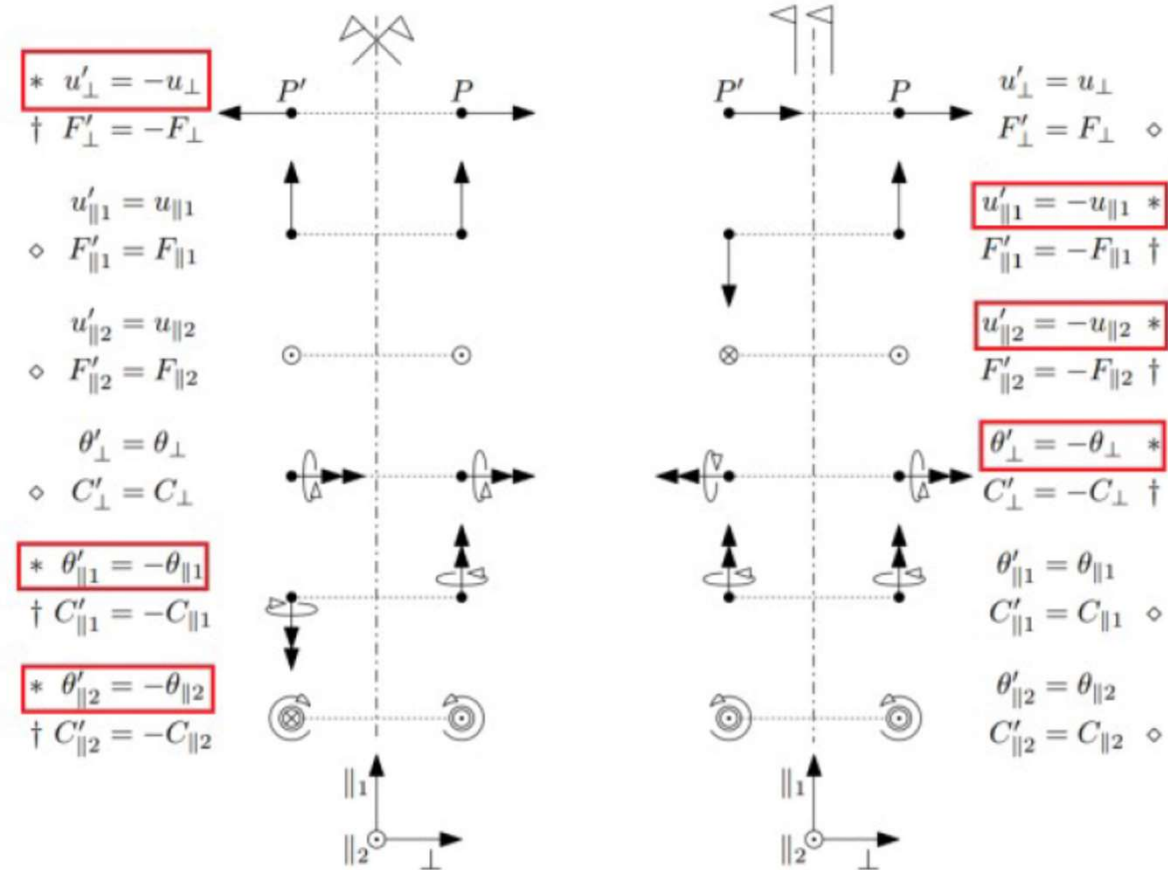 * u′⊥ = −u⊥
† F′⊥ = −F⊥
u′∥1 = u∥1
⋄ F′∥1 = F∥1
u′∥2 = u∥2
⋄ F′∥2 = F∥2
θ′⊥ = θ⊥
⋄ C′⊥ = C⊥
* θ′∥1 = −θ∥1
† C′∥1 = −C∥1
* θ′∥2 = −θ∥2
† C′∥2 = −C∥2
P′ P
∥1
∥2 ⊥
P′ P
∥1
∥2 ⊥
u′⊥ = u⊥
F′⊥ = F⊥ ⋄
u′∥1 = −u∥1 *
F′∥1 = −F∥1 †
u′∥2 = −u∥2 *
F′∥2 = −F∥2 †
θ′⊥ = −θ⊥ *
C′⊥ = −C⊥ †
θ′∥1 = θ∥1
C′∥1 = C∥1 ⋄
θ′∥2 = θ∥2
C′∥2 = C∥2 ⋄